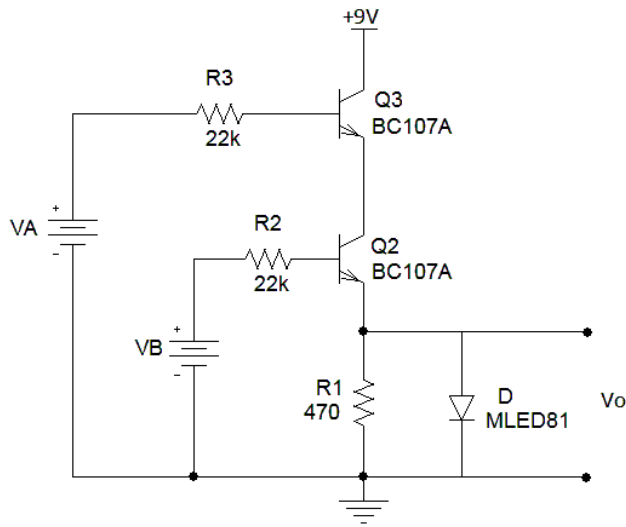 +9V
R3
22k
Q3
BC107A
+
VA
-
R2
22k
Q2
BC107A
+
VB
-
R1
470
D
MLED81
Vo